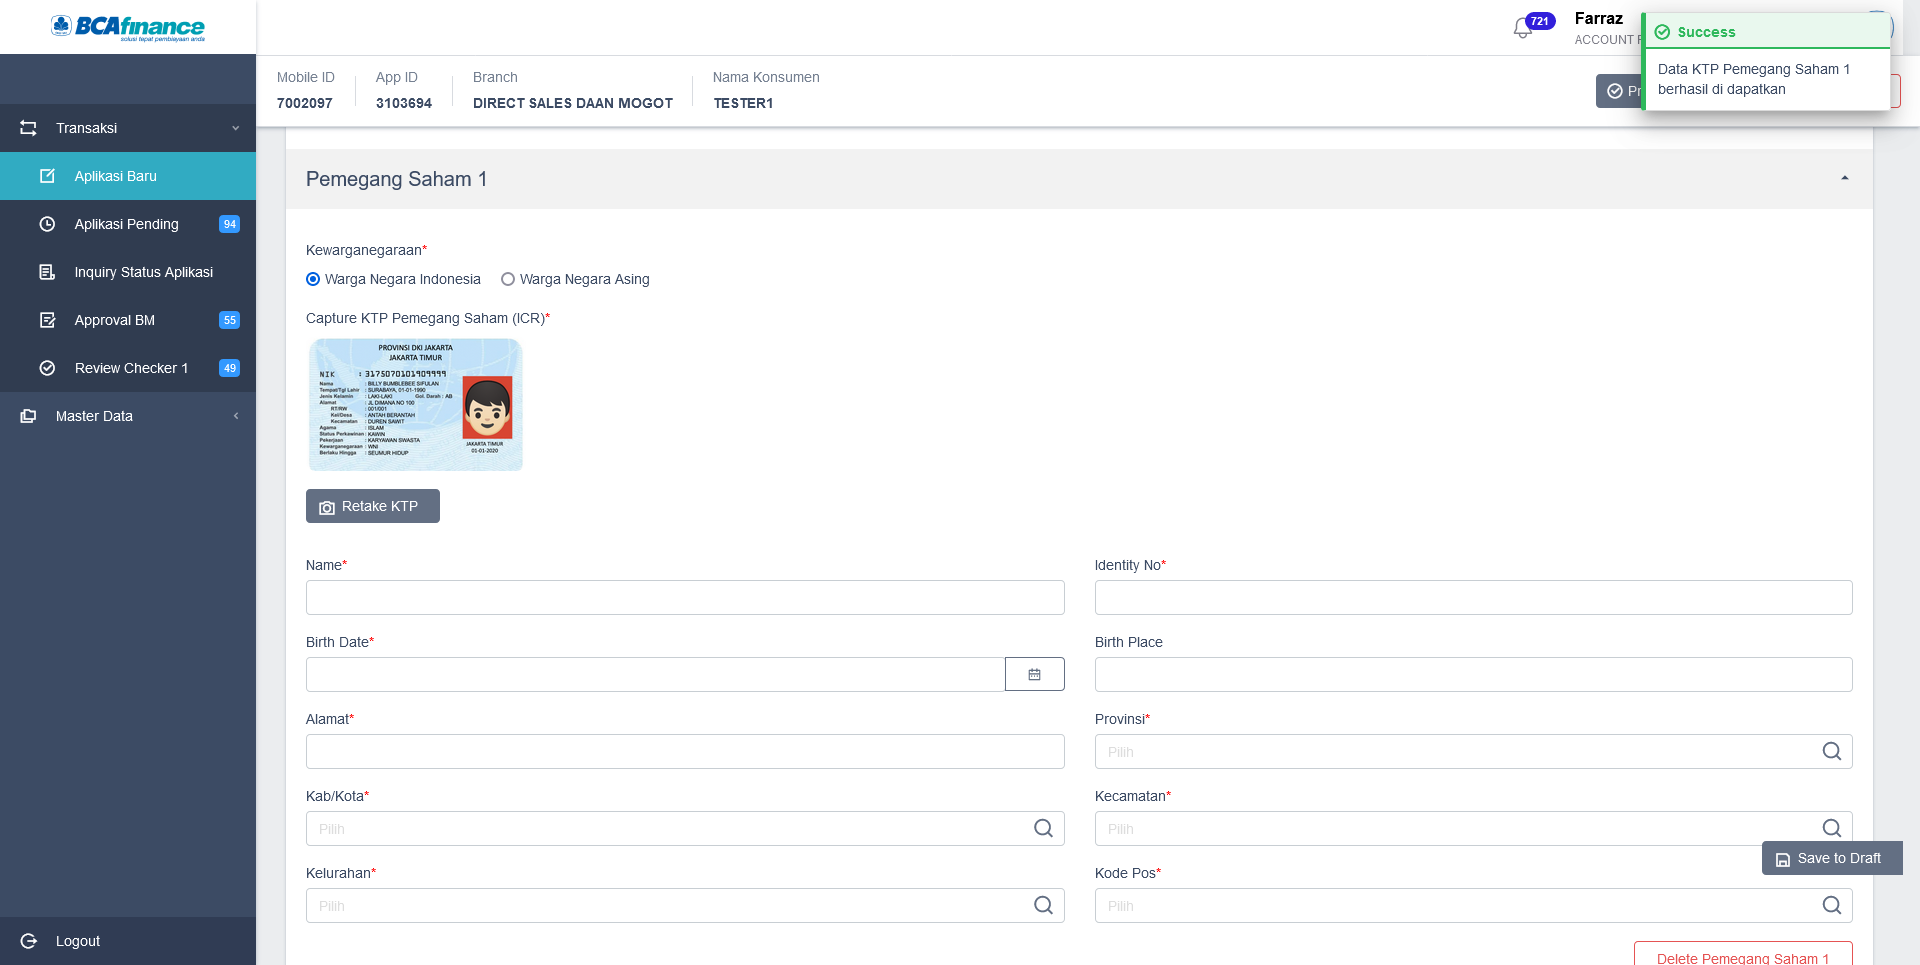 BCAfinance
solusi tepat pembiayaan anda
Transaksi
Aplikasi Baru
Aplikasi Pending 94
Inquiry Status Aplikasi
Approval BM 55
Review Checker 1 49
Master Data
Logout
721
Farraz
ACCOUNT
Success
Data KTP Pemegang Saham 1
berhasil di dapatkan
Mobile ID
7002097
App ID
3103694
Branch
DIRECT SALES DAAN MOGOT
Nama Konsumen
TESTER1
Pemegang Saham 1
Kewarganegaraan*
Warga Negara Indonesia
Warga Negara Asing
Capture KTP Pemegang Saham (ICR)*
PROVINSI DKI JAKARTA
JAKARTA TIMUR
NIK : 3175070101909999
Nama : BILLY BUMBLEBEE SIFULAN
Tempat/Tgl Lahir : SURABAYA, 01-01-1990
Jenis Kelamin : LAKI-LAKI Gol. Darah : AB
Alamat : JL DIMANA NO 100
RT/RW : 001/001
Kel/Desa : ANTAH BERANTAH
Kecamatan : DUREN SAWIT
Agama : ISLAM
Status Perkawinan : KAWIN
Pekerjaan : KARYAWAN SWASTA
Kewarganegaraan : WNI
Berlaku Hingga : SEUMUR HIDUP
JAKARTA TIMUR
01-01-2020
Retake KTP
Name*
Identity No*
Birth Date*
Birth Place
Alamat*
Provinsi*
Pilih
Kab/Kota*
Pilih
Kecamatan*
Pilih
Kelurahan*
Pilih
Kode Pos*
Pilih
Save to Draft
Delete Pemegang Saham 1